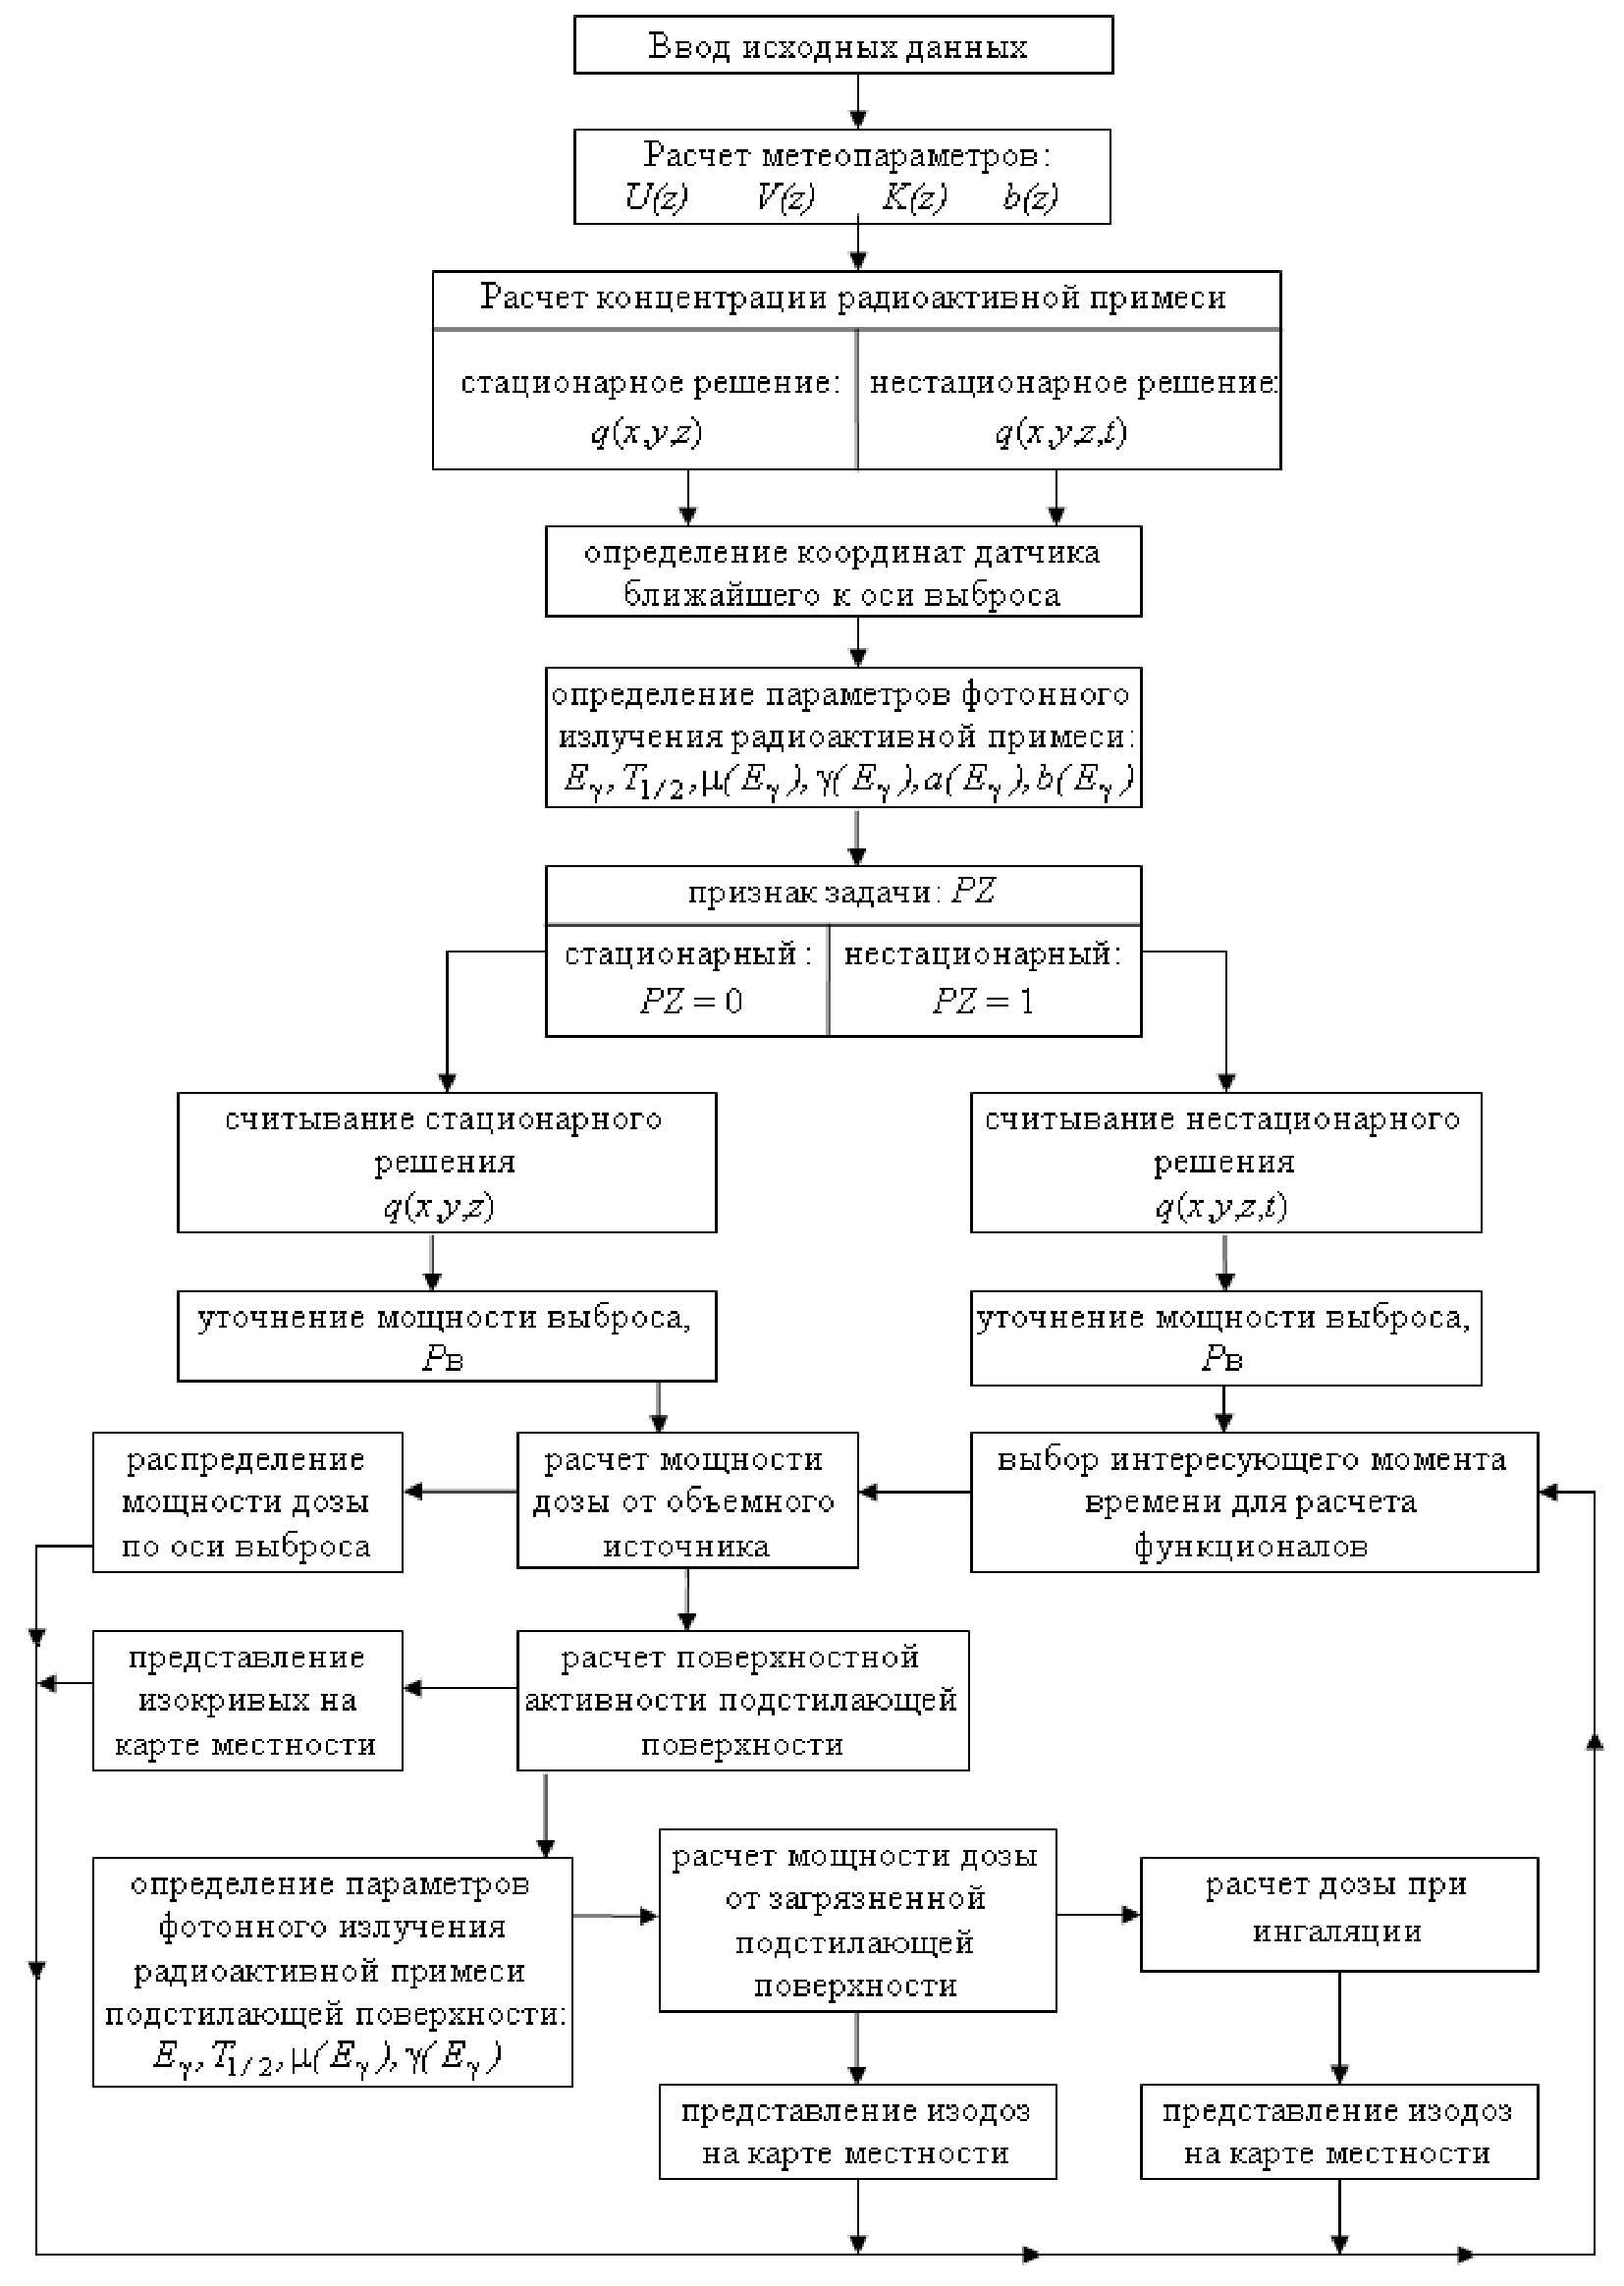 Ввод исходных данных
Расчет метеопараметров:
U(z) V(z) K(z) b(z)
Расчет концентрации радиоактивной примеси
стационарное решение:
q(x,y,z)
нестационарное решение:
q(x,y,z,t)
определение координат датчика
ближайшего к оси выброса
определение параметров фотонного
излучения радиоактивной примеси:
Eγ, T1/2, μ(Eγ), γ(Eγ), a(Eγ), b(Eγ)
признак задачи: PZ
стационарный:
PZ = 0
нестационарный:
PZ = 1
считывание стационарного
решения
q(x,y,z)
считывание нестационарного
решения
q(x,y,z,t)
уточнение мощности выброса,
Pв
уточнение мощности выброса,
Pв
распределение
мощности дозы
по оси выброса
расчет мощности
дозы от объемного
источника
выбор интересующего момента
времени для расчета
функционалов
представление
изокривых на
карте местности
расчет поверхностной
активности подстилающей
поверхности
определение параметров
фотонного излучения
радиоактивной примеси
подстилающей поверхности:
Eγ, T1/2, μ(Eγ), γ(Eγ)
расчет мощности дозы
от загрязненной
подстилающей
поверхности
расчет дозы при
ингаляции
представление изодоз
на карте местности
представление изодоз
на карте местности